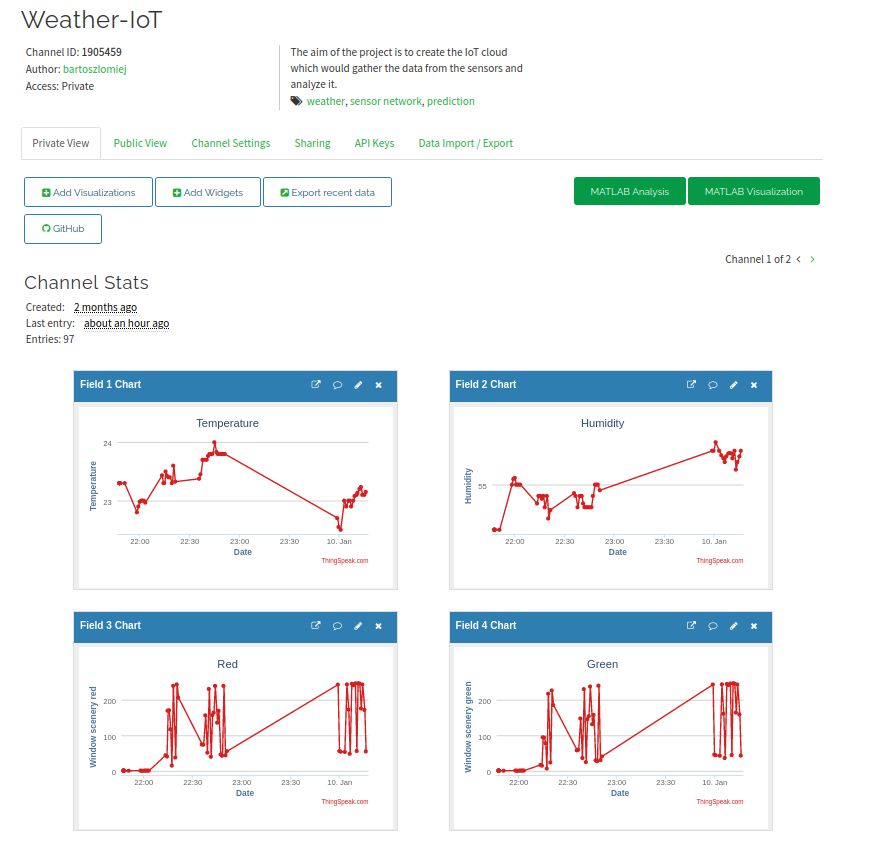 Weather-IoT
Channel ID: 1905459
Author: bartoszlomiej
Access: Private
The aim of the project is to create the IoT cloud
which would gather the data from the sensors and
analyze it.
weather, sensor network, prediction
Private View
Public View
Channel Settings
Sharing
API Keys
Data Import / Export
Add Visualizations
Add Widgets
Export recent data
MATLAB Analysis
MATLAB Visualization
GitHub
Channel 1 of 2 < >
Channel Stats
Created: 2 months ago
Last entry: about an hour ago
Entries: 97
Field 1 Chart
Temperature
Temperature
24
23
22:00 22:30 23:00 23:30 10. Jan
Date
ThingSpeak.com
Field 2 Chart
Humidity
Humidity
55
22:00 22:30 23:00 23:30 10. Jan
Date
ThingSpeak.com
Field 3 Chart
Red
Window scenery red
200
100
0
22:00 22:30 23:00 23:30 10. Jan
Date
ThingSpeak.com
Field 4 Chart
Green
Window scenery green
200
100
0
22:00 22:30 23:00 23:30 10. Jan
Date
ThingSpeak.com